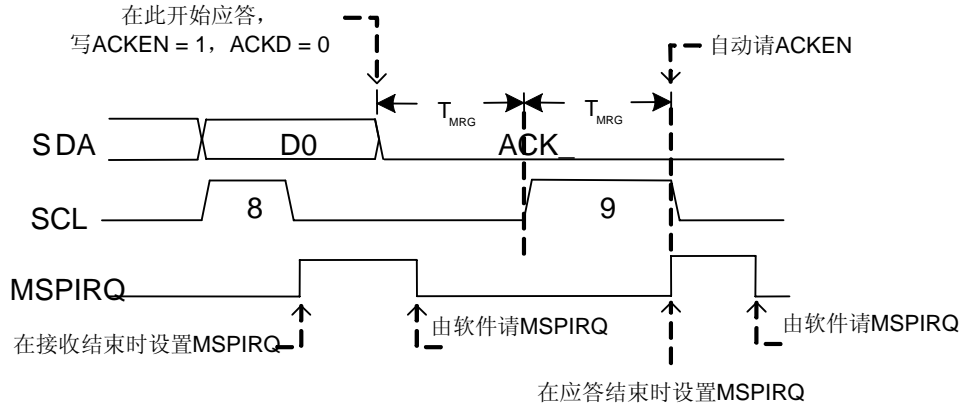 在此开始应答，
写ACKEN = 1，ACKD = 0
自动请ACKEN
T_MRG
T_MRG
SDA
D0
ACK_
SCL
8
9
MSPIRQ
在接收结束时设置MSPIRQ
由软件请MSPIRQ
由软件请MSPIRQ
在应答结束时设置MSPIRQ